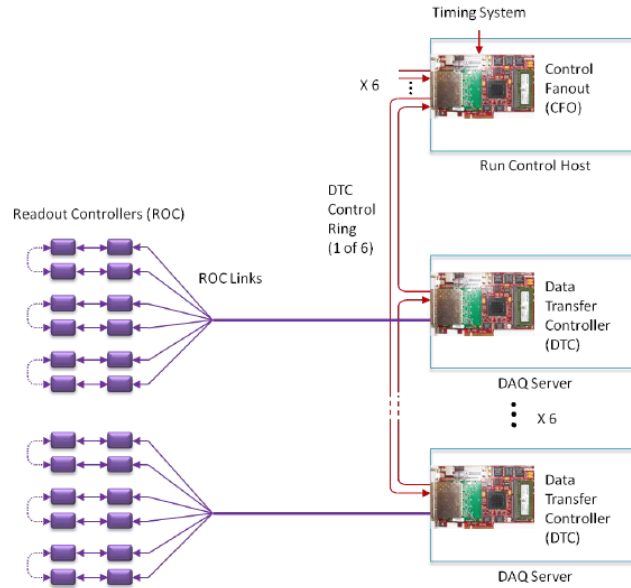 Timing System
Control
Fanout
(CFO)
X 6
Run Control Host
DTC
Control
Ring
(1 of 6)
Readout Controllers (ROC)
ROC Links
Data
Transfer
Controller
(DTC)
DAQ Server
X 6
Data
Transfer
Controller
(DTC)
DAQ Server